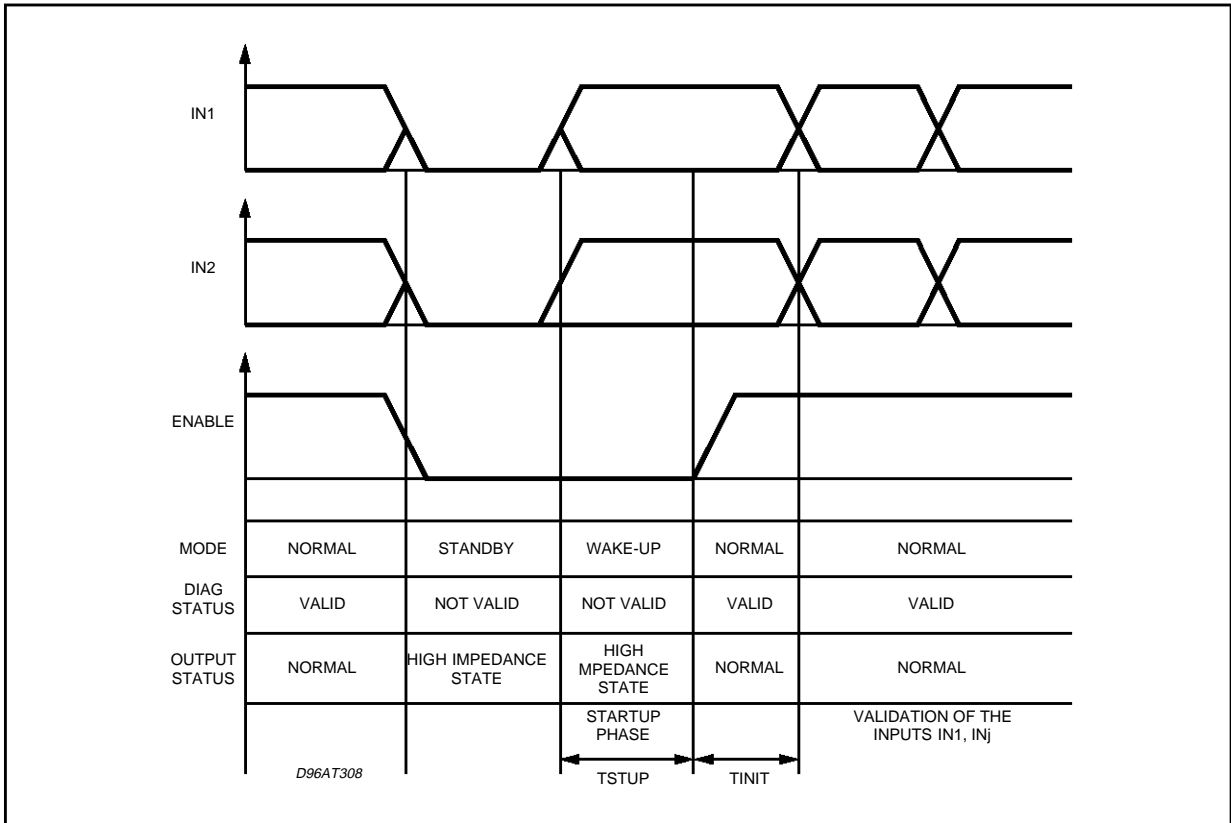 IN1
IN2
ENABLE
MODE NORMAL STANDBY WAKE-UP NORMAL NORMAL
DIAG
STATUS VALID NOT VALID NOT VALID VALID VALID
OUTPUT
STATUS NORMAL HIGH IMPEDANCE
STATE HIGH
MPEDANCE
STATE NORMAL NORMAL
STARTUP
PHASE
VALIDATION OF THE
INPUTS IN1, INj
D96AT308 TSTUP TINIT